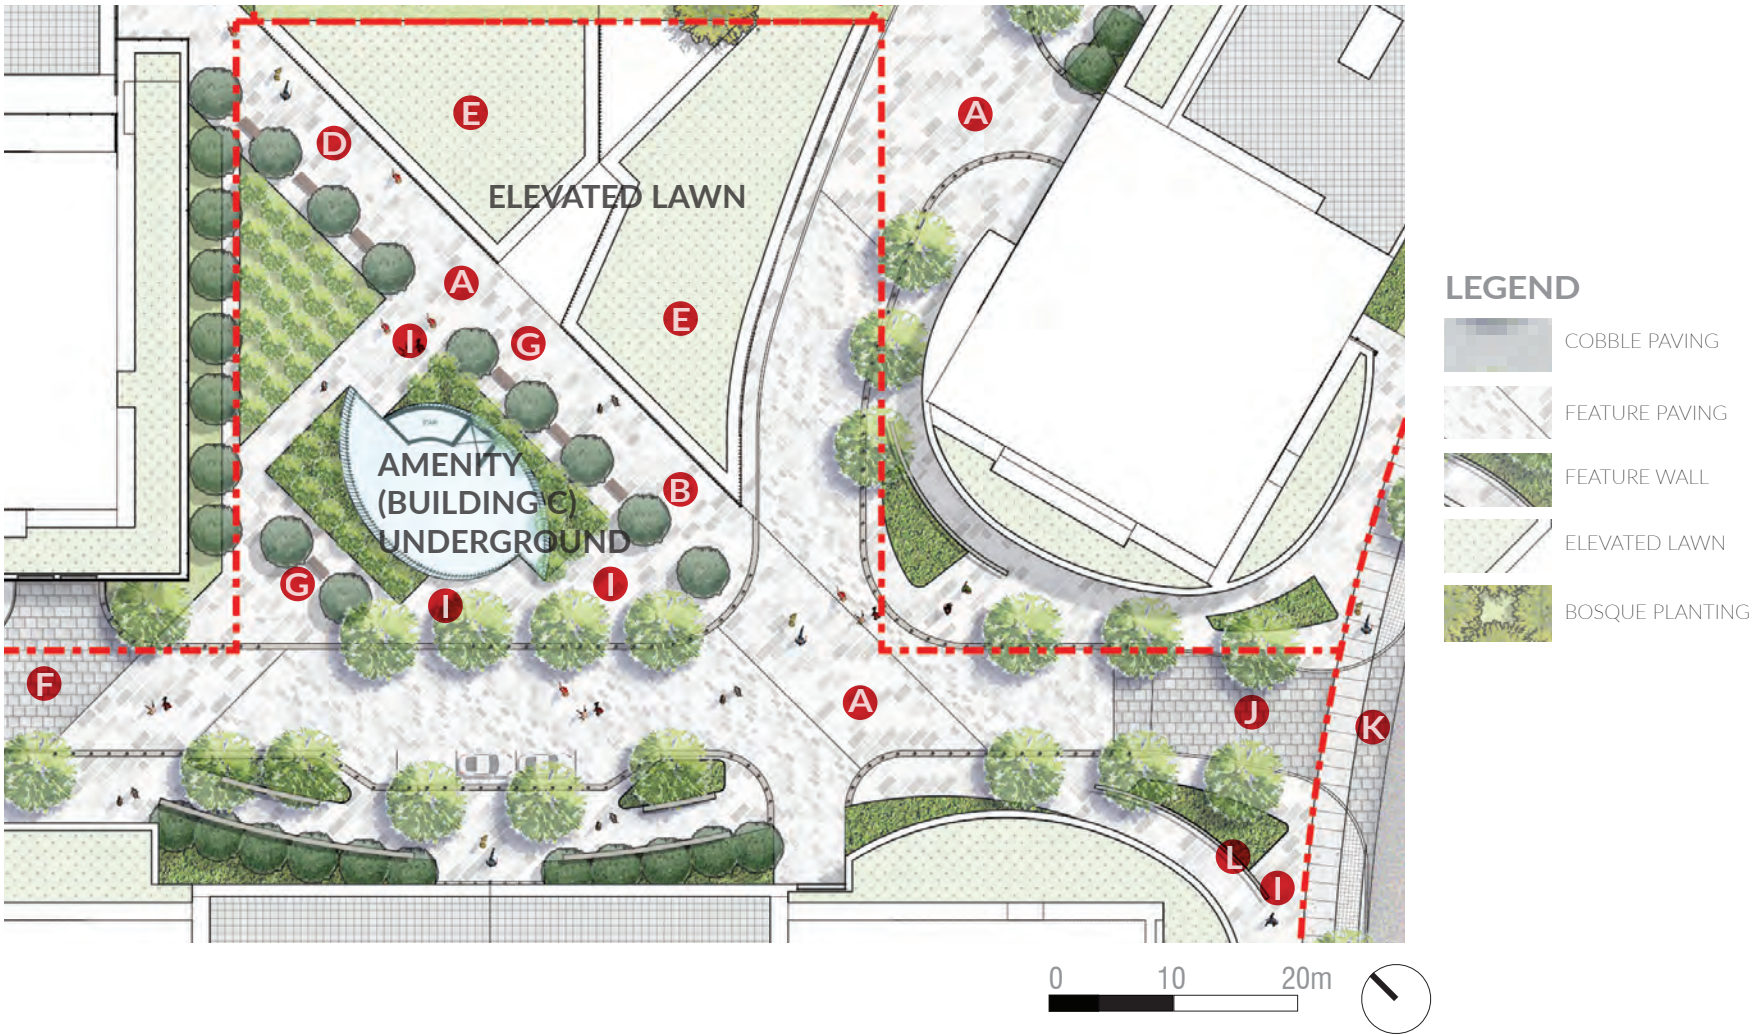 E
A
D
ELEVATED LAWN
A
E
I
G
STAIR
AMENITY
(BUILDING C)
UNDERGROUND
B
G
I
I
F
A
J
K
L
I
LEGEND
COBBLE PAVING
FEATURE PAVING
FEATURE WALL
ELEVATED LAWN
BOSQUE PLANTING
0 10 20m